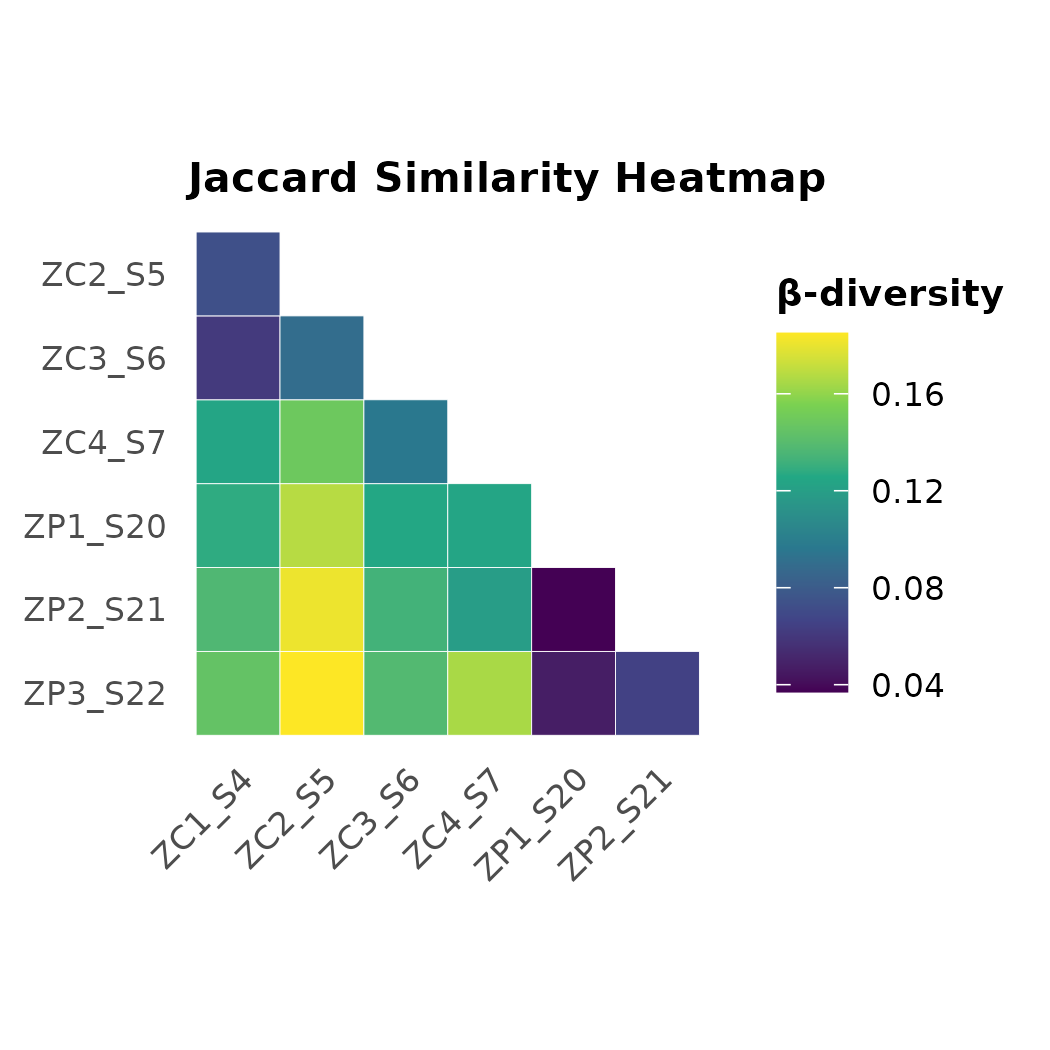 Jaccard Similarity Heatmap
ZC2_S5
ZC3_S6
ZC4_S7
ZP1_S20
ZP2_S21
ZP3_S22
ZC1_S4
ZC2_S5
ZC3_S6
ZC4_S7
ZP1_S20
ZP2_S21
β-diversity
0.16
0.12
0.08
0.04